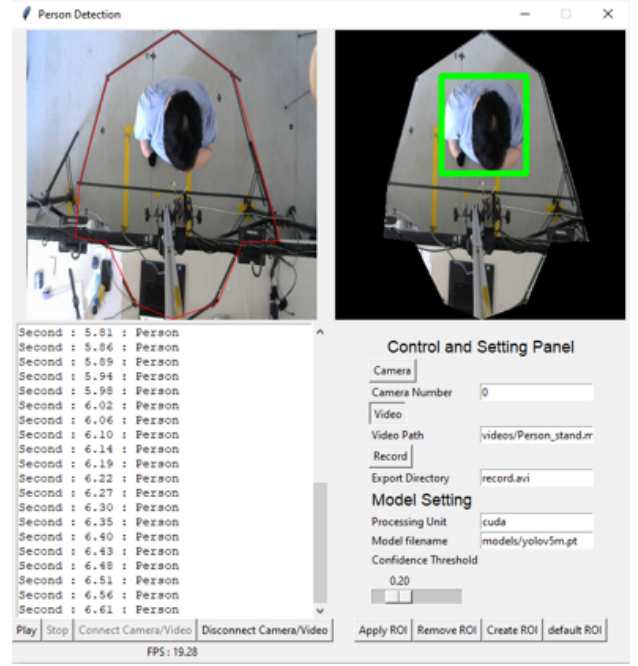 Person Detection
Second : 5.81 : Person
Second : 5.86 : Person
Second : 5.89 : Person
Second : 5.94 : Person
Second : 5.98 : Person
Second : 6.02 : Person
Second : 6.06 : Person
Second : 6.10 : Person
Second : 6.14 : Person
Second : 6.19 : Person
Second : 6.22 : Person
Second : 6.27 : Person
Second : 6.30 : Person
Second : 6.35 : Person
Second : 6.40 : Person
Second : 6.43 : Person
Second : 6.48 : Person
Second : 6.51 : Person
Second : 6.56 : Person
Second : 6.61 : Person
Control and Setting Panel
Camera
Camera Number 0
Video
Video Path videos/Person_stand.m
Record
Export Directory record.avi
Model Setting
Processing Unit cuda
Model filename models/yolov5m.pt
Confidence Threshold
0.20
Play Stop Connect Camera/Video Disconnect Camera/Video Apply ROI Remove ROI Create ROI default ROI
FPS : 19.28